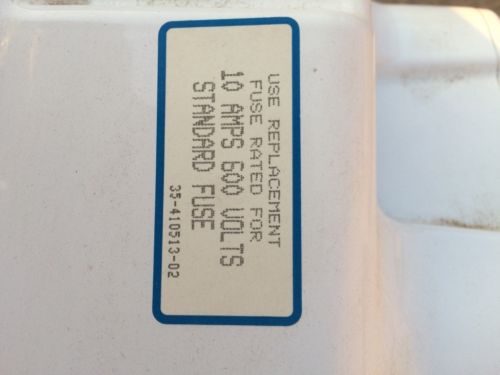 USE REPLACEMENT
FUSE RATED FOR
10 AMPS 600 VOLTS
STANDARD FUSE
35-410513-02